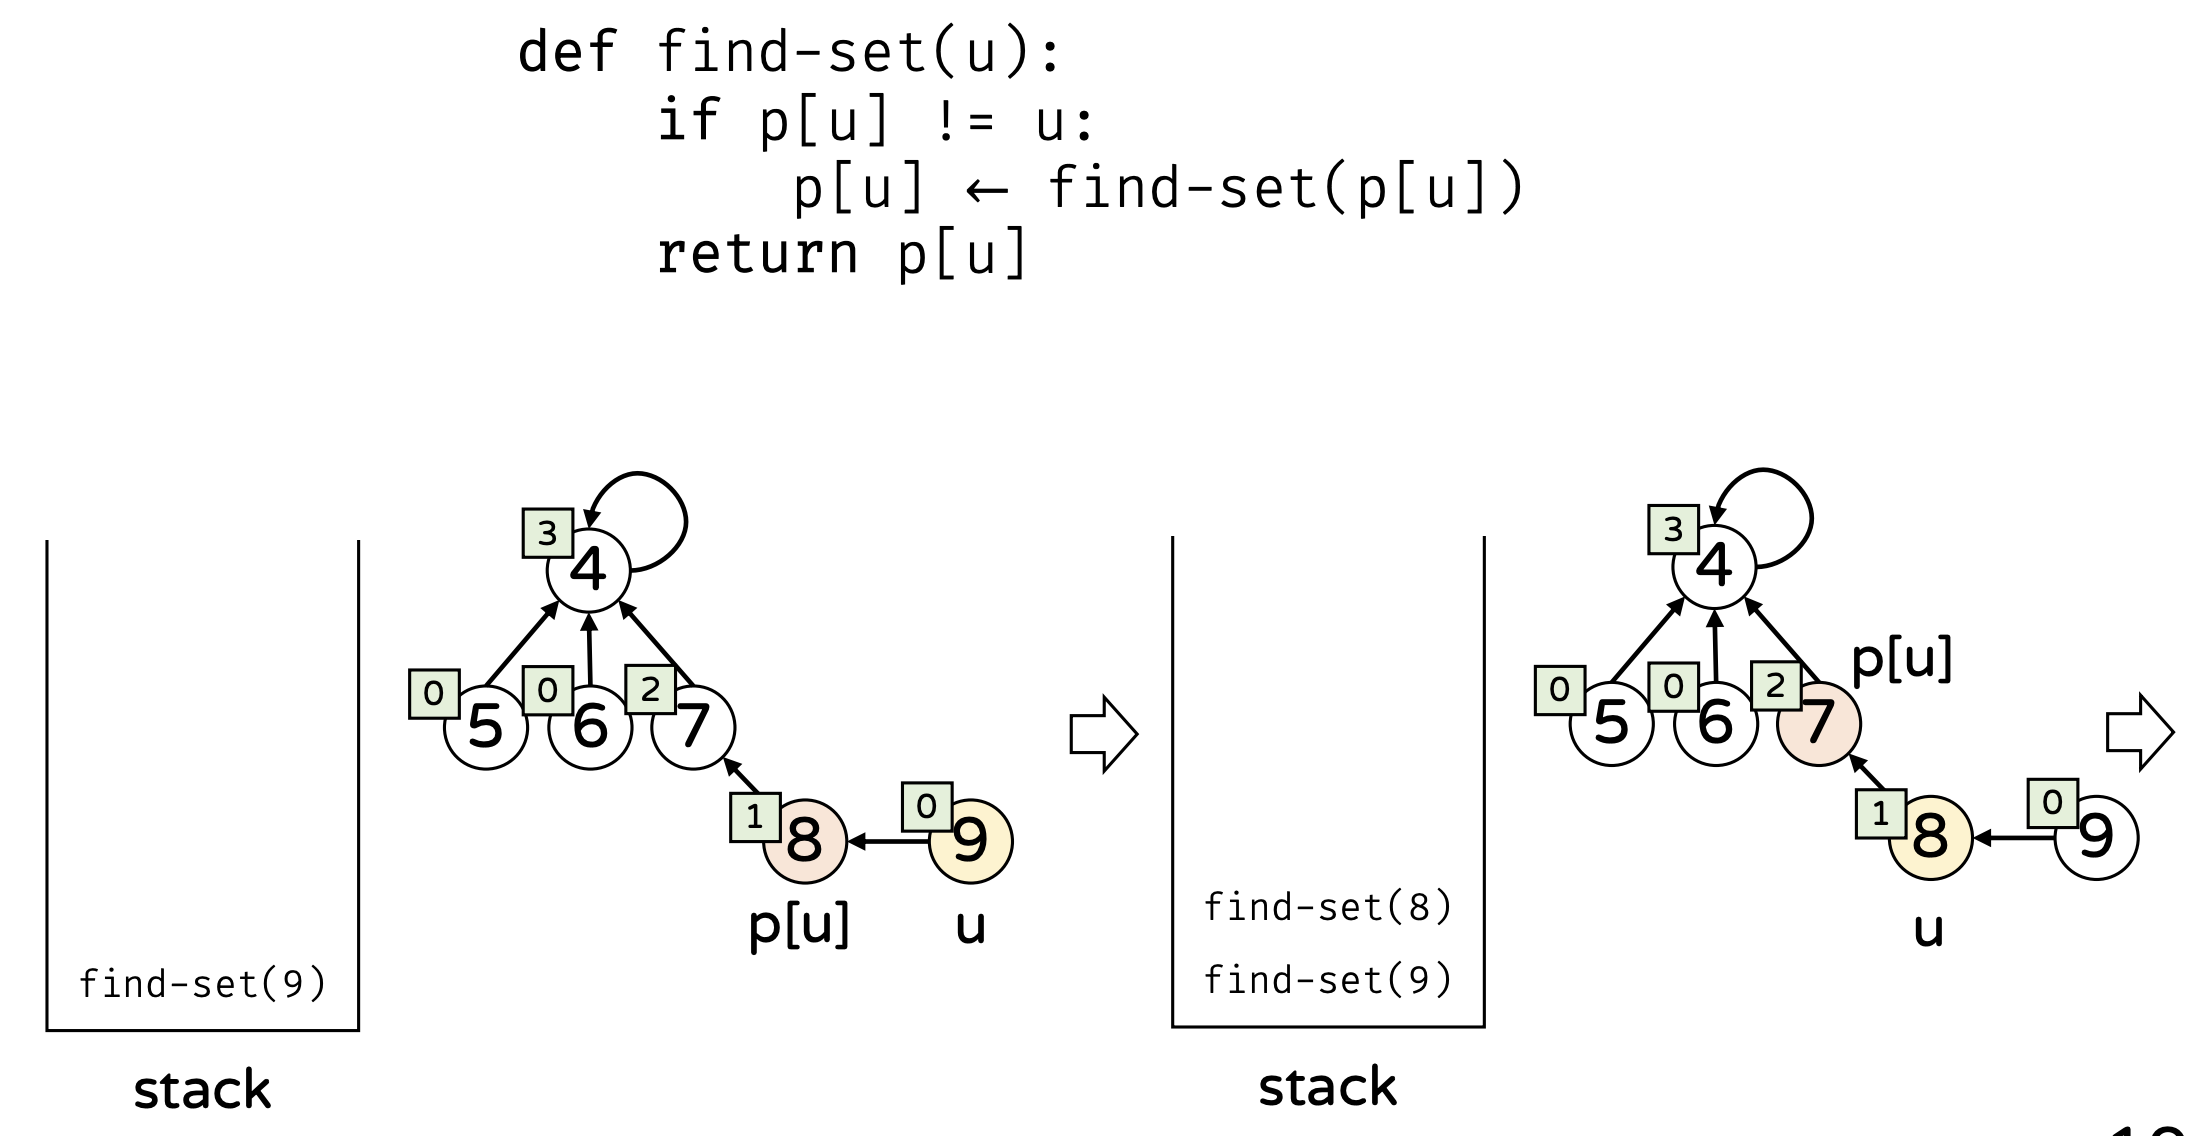 def find-set(u):
if p[u] != u:
p[u] ← find-set(p[u])
return p[u]
3
4
0
5
0
6
2
7
1
8
0
9
p[u]
u
find-set(9)
stack
3
4
p[u]
0
5
0
6
2
7
1
8
0
9
u
find-set(8)
find-set(9)
stack